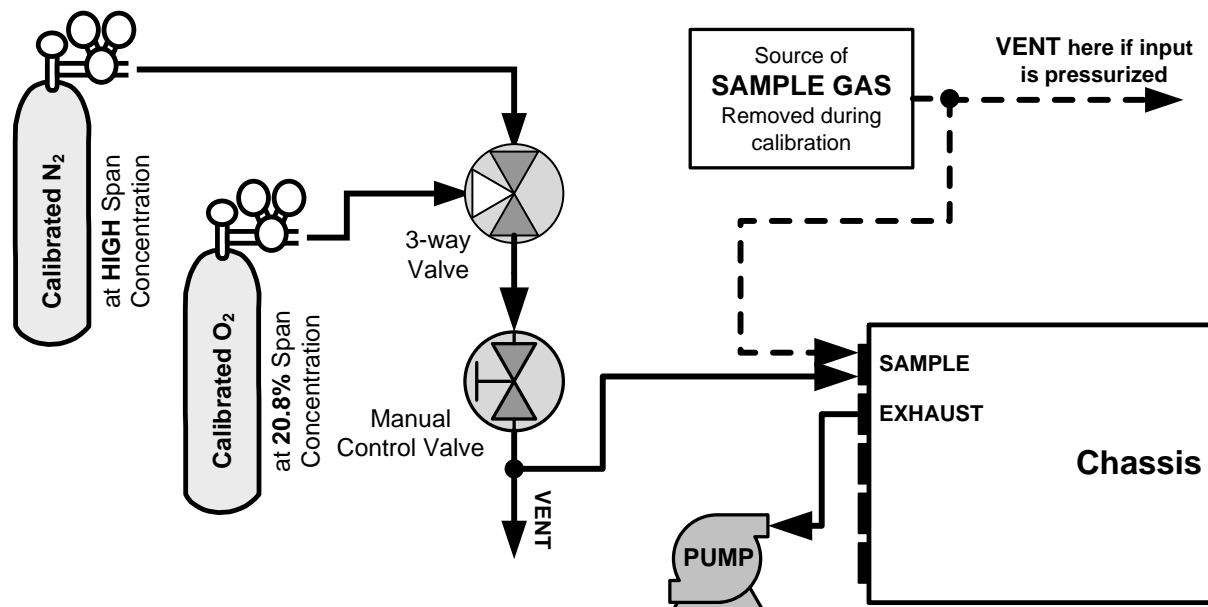 Calibrated N₂
at HIGH Span
Concentration
Calibrated O₂
at 20.8% Span
Concentration
3-way
Valve
Manual
Control Valve
VENT
Source of
SAMPLE GAS
Removed during
calibration
VENT here if input
is pressurized
SAMPLE
EXHAUST
Chassis
PUMP